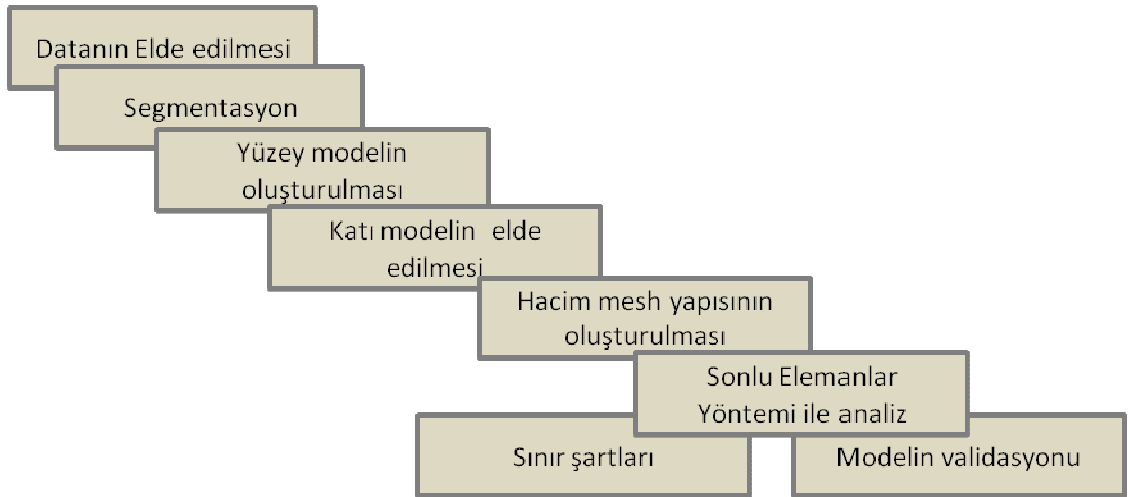 Datanın Elde edilmesi
Segmentasyon
Yüzey modelin
oluşturulması
Katı modelin elde
edilmesi
Hacim mesh yapısının
oluşturulması
Sonlu Elemanlar
Yöntemi ile analiz
Sınır şartları
Modelin validasyonu